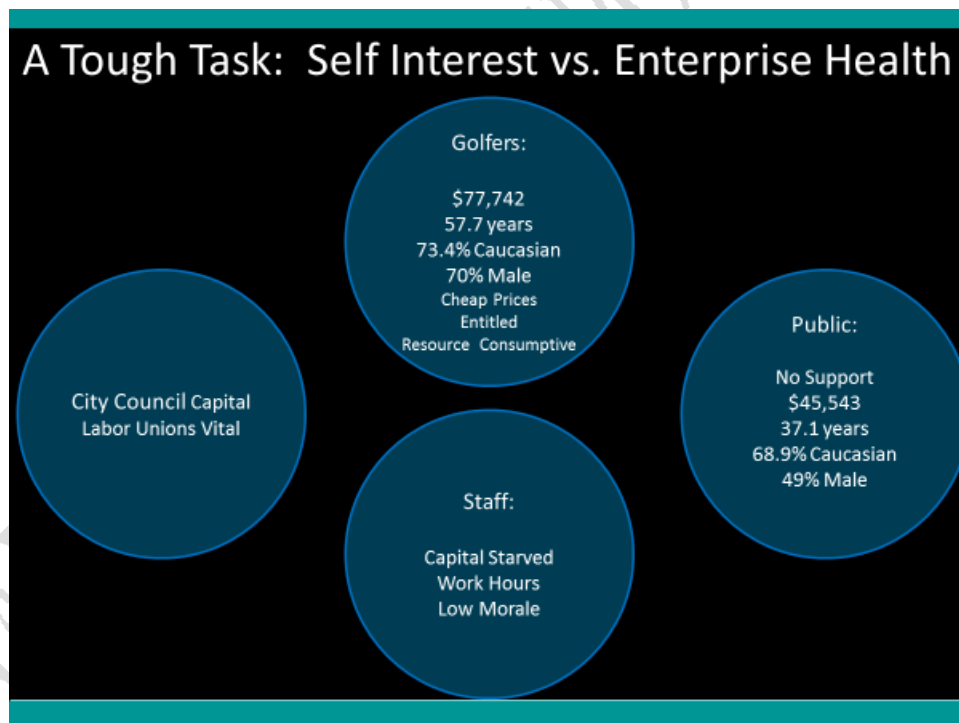 A Tough Task: Self Interest vs. Enterprise Health
Golfers:
$77,742
57.7 years
73.4% Caucasian
70% Male
Cheap Prices
Entitled
Resource Consumptive
City Council Capital
Labor Unions Vital
Public:
No Support
$45,543
37.1 years
68.9% Caucasian
49% Male
Staff:
Capital Starved
Work Hours
Low Morale